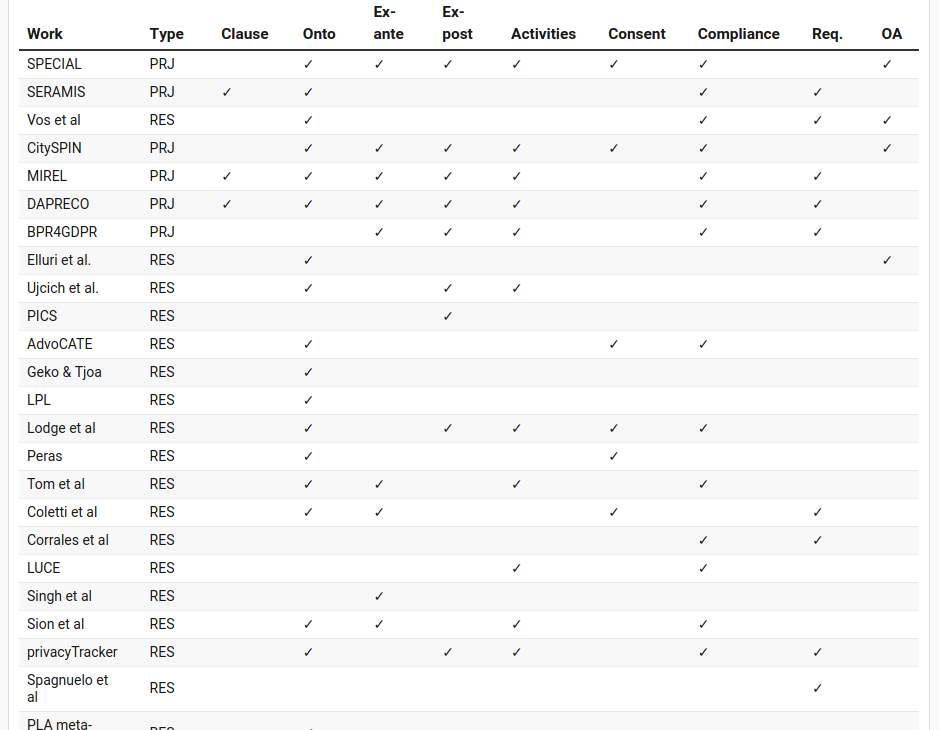 Work Type Clause Onto Ex-ante Ex-post Activities Consent Compliance Req. OA
SPECIAL PRJ ✓ ✓ ✓ ✓ ✓ ✓ ✓
SERAMIS PRJ ✓ ✓ ✓ ✓
Vos et al RES ✓ ✓ ✓ ✓
CitySPIN PRJ ✓ ✓ ✓ ✓ ✓ ✓ ✓
MIREL PRJ ✓ ✓ ✓ ✓ ✓ ✓ ✓
DAPRECO PRJ ✓ ✓ ✓ ✓ ✓ ✓ ✓
BPR4GDPR PRJ ✓ ✓ ✓ ✓ ✓
Elluri et al. RES ✓ ✓
Ujcich et al. RES ✓ ✓ ✓
PICS RES ✓
AdvoCATE RES ✓ ✓ ✓
Geko & Tjoa RES ✓
LPL RES ✓
Lodge et al RES ✓ ✓ ✓ ✓ ✓
Peras RES ✓ ✓
Tom et al RES ✓ ✓ ✓ ✓
Coletti et al RES ✓ ✓ ✓ ✓
Corrales et al RES ✓ ✓
LUCE RES ✓ ✓
Singh et al RES ✓
Sion et al RES ✓ ✓ ✓ ✓
privacyTracker RES ✓ ✓ ✓ ✓ ✓
Spagnuelo et
al RES ✓
PLA meta-